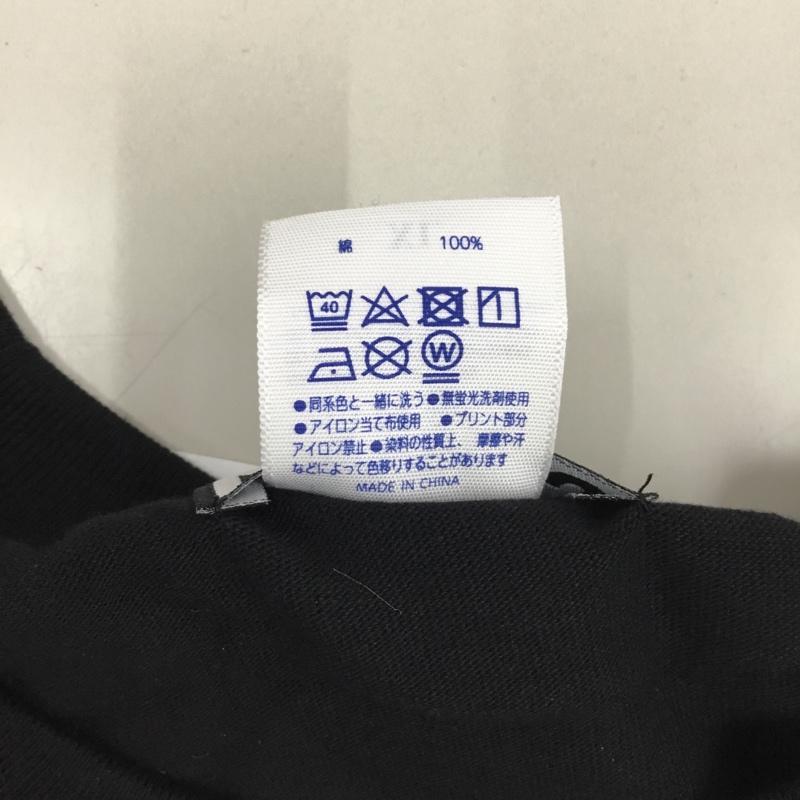 綿 100%
40
W
●同系色と一緒に洗う●無蛍光洗剤使用
●アイロン当て布使用 ●プリント部分
アイロン禁止●染料の性質上、摩擦や汗
などによって色移りすることがあります
MADE IN CHINA